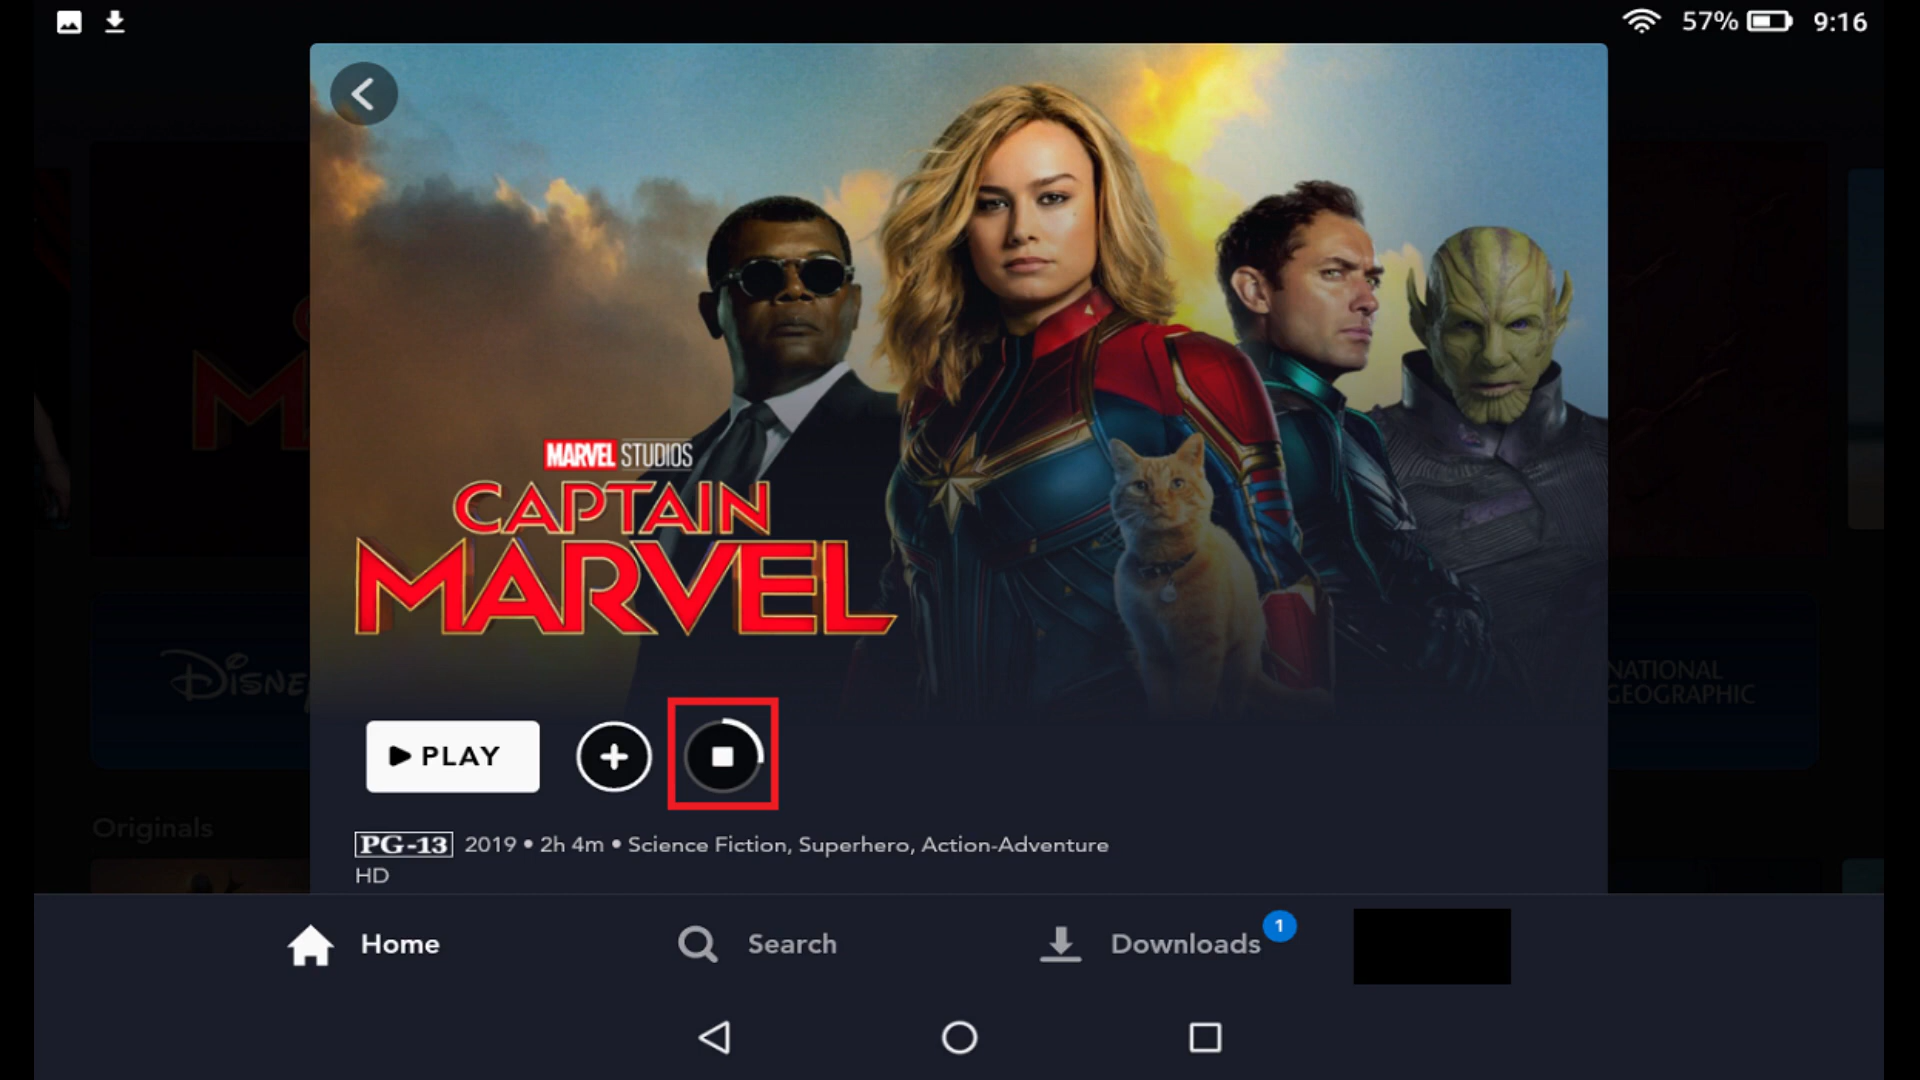 57% 9:16
MARVEL STUDIOS
CAPTAIN
MARVEL
DISNE
NATIONAL
GEOGRAPHIC
PLAY
PG-13 2019 • 2h 4m • Science Fiction, Superhero, Action-Adventure
HD
Originals
Home Search Downloads 1